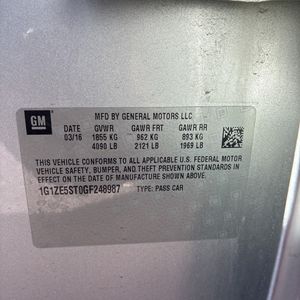 GM
MFD BY GENERAL MOTORS LLC
DATE GVWR GAWR FRT GAWR RR
03/16 1855 KG 962 KG 893 KG
4090 LB 2121 LB 1969 LB
THIS VEHICLE CONFORMS TO ALL APPLICABLE U.S. FEDERAL MOTOR
VEHICLE SAFETY, BUMPER, AND THEFT PREVENTION STANDARDS IN
EFFECT ON THE DATE OF MANUFACTURE SHOWN ABOVE.
1G1ZE5ST0GF248987 TYPE: PASS CAR